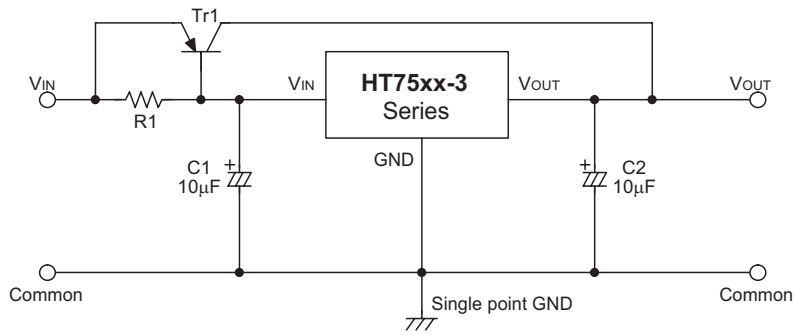 Tr1
VIN
R1
VIN
HT75xx-3
Series
VOUT
VOUT
GND
C1
10μF
+
C2
10μF
+
Common
Single point GND
Common